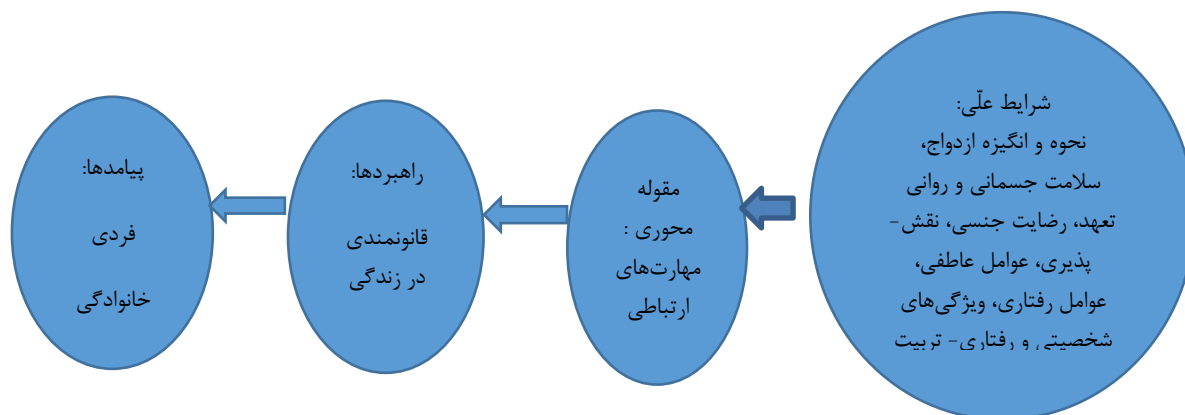 شرایط علّی:
نحوه و انگیزه ازدواج،
سلامت جسمانی و روانی
تعهد، رضایت جنسی، نقش-
پذیری، عوامل عاطفی،
عوامل رفتاری، ویژگی‌های
شخصیتی و رفتاری- تربیت
مقوله
محوری :
مهارت‌های
ارتباطی
راهبردها:
قانونمندی
در زندگی
پیامدها:
فردی
خانوادگی